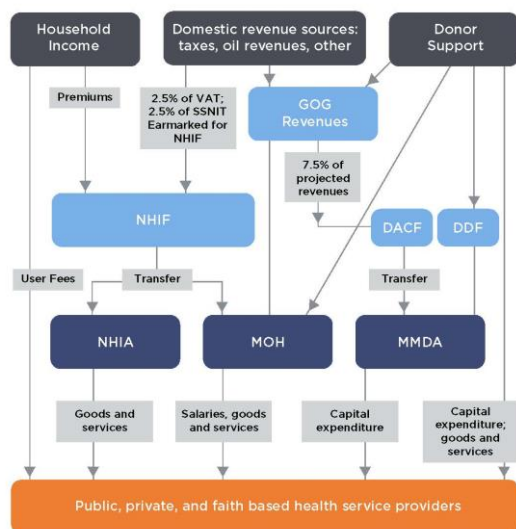 Household
Income
Domestic revenue sources:
taxes, oil revenues, other
Donor
Support
Premiums
2.5% of VAT;
2.5% of SSNIT
Earmarked for
NHIF
GOG
Revenues
7.5% of
projected
revenues
NHIF
DACF
DDF
User Fees
Transfer
Transfer
NHIA
MOH
MMDA
Goods and
services
Salaries, goods
and services
Capital
expenditure
Capital
expenditure;
goods and
services
Public, private, and faith based health service providers